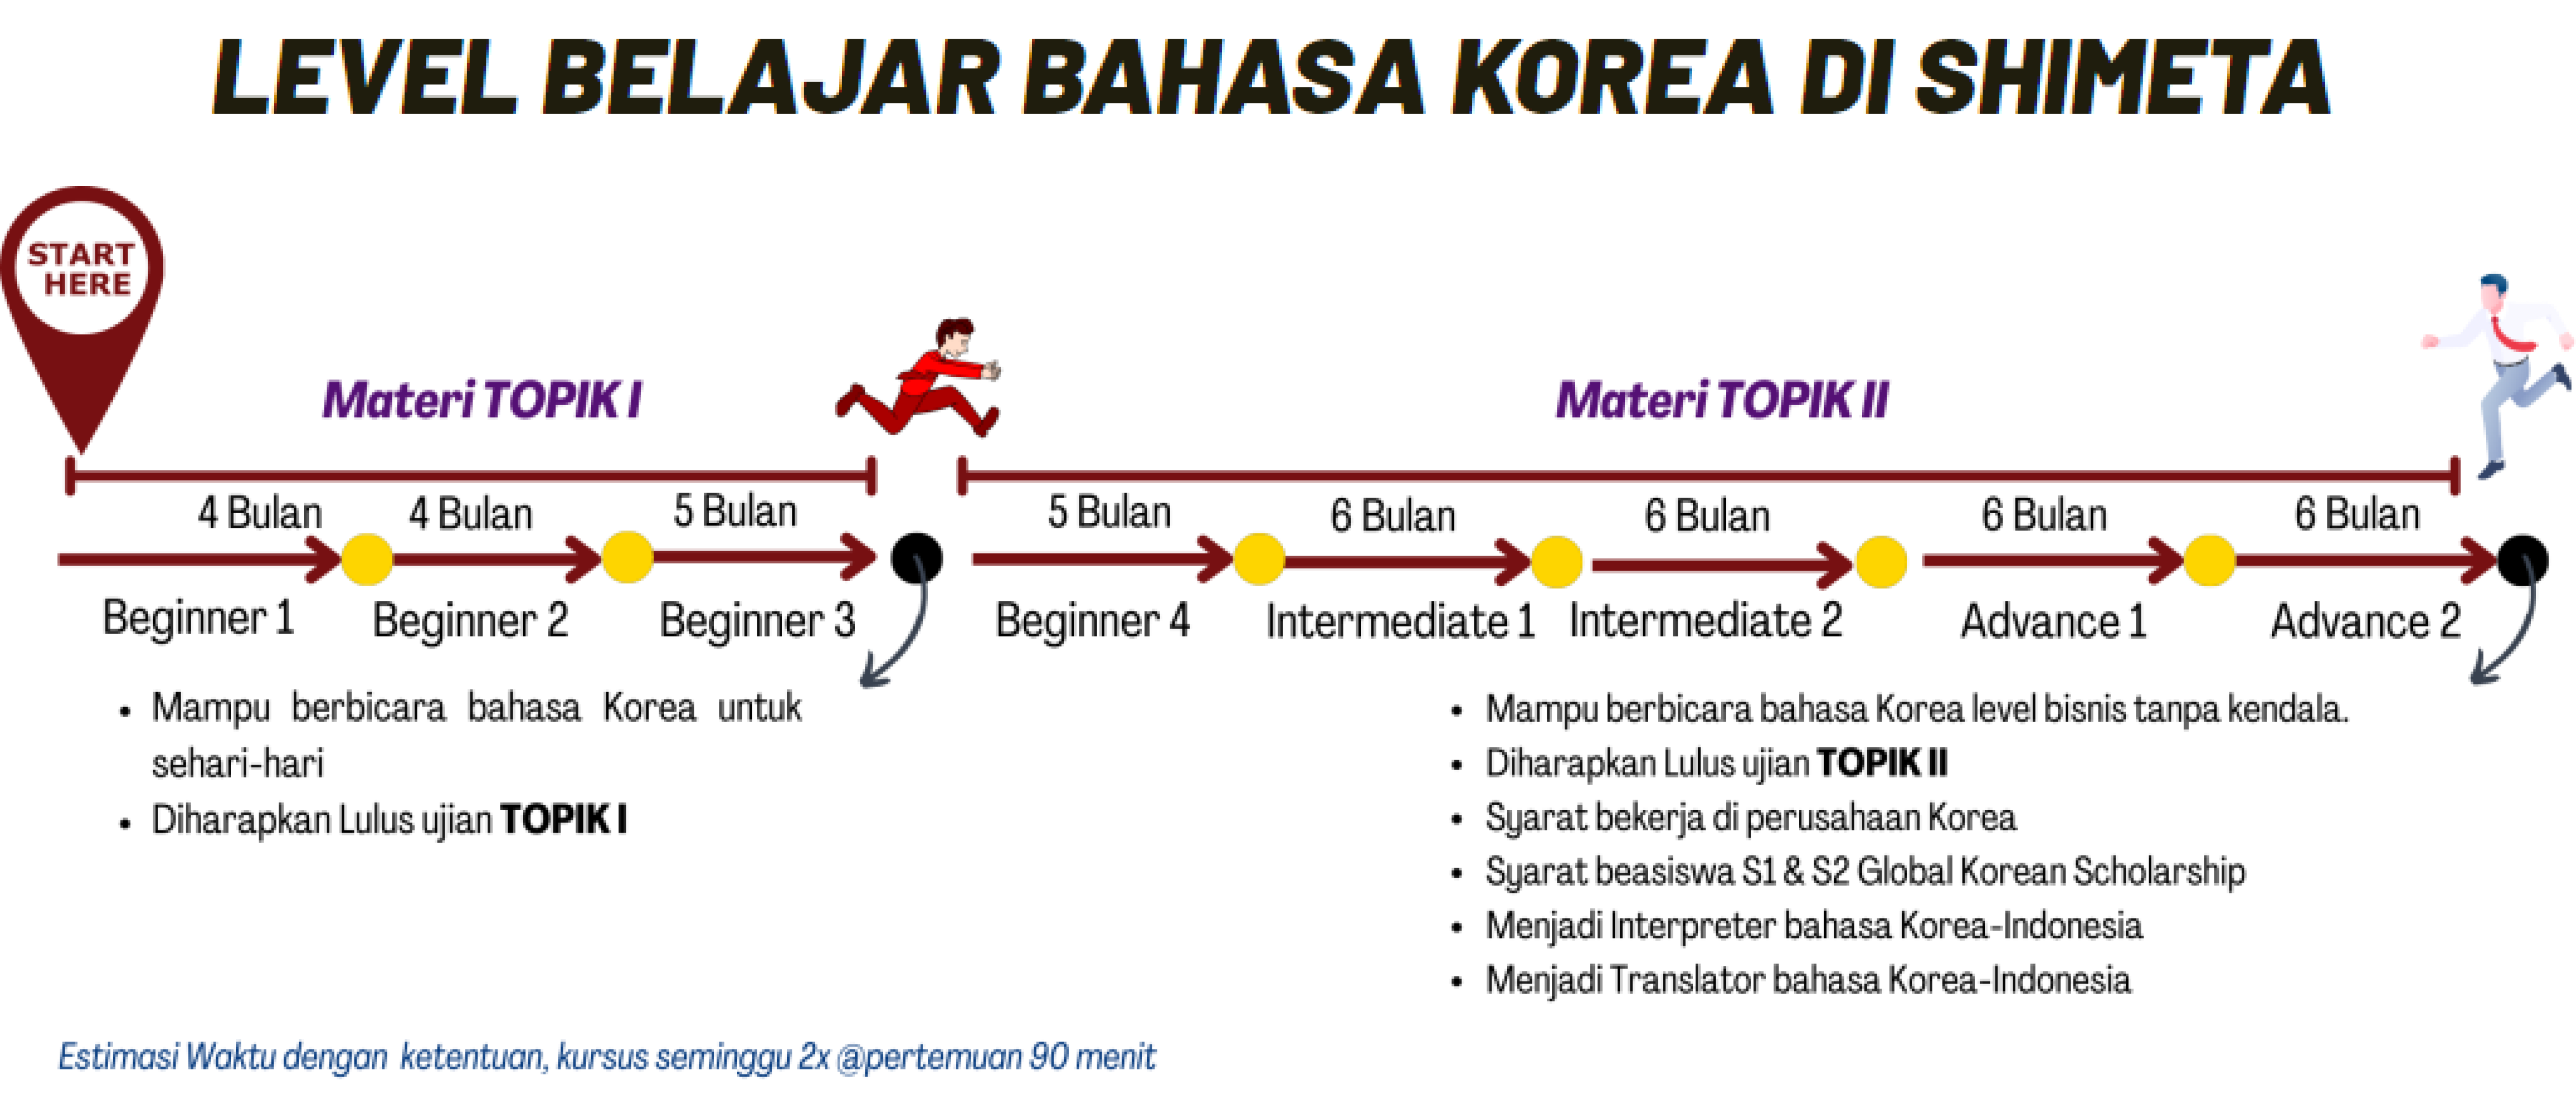 LEVEL BELAJAR BAHASA KOREA DI SHIMETA
START
HERE
Materi TOPIK I
4 Bulan
4 Bulan
5 Bulan
Beginner 1
Beginner 2
Beginner 3
• Mampu berbicara bahasa Korea untuk
sehari-hari
• Diharapkan Lulus ujian TOPIK I
Materi TOPIK II
5 Bulan
6 Bulan
6 Bulan
6 Bulan
6 Bulan
Beginner 4
Intermediate 1
Intermediate 2
Advance 1
Advance 2
• Mampu berbicara bahasa Korea level bisnis tanpa kendala.
• Diharapkan Lulus ujian TOPIK II
• Syarat bekerja di perusahaan Korea
• Syarat beasiswa S1 & S2 Global Korean Scholarship
• Menjadi Interpreter bahasa Korea-Indonesia
• Menjadi Translator bahasa Korea-Indonesia
Estimasi Waktu dengan ketentuan, kursus seminggu 2x @pertemuan 90 menit